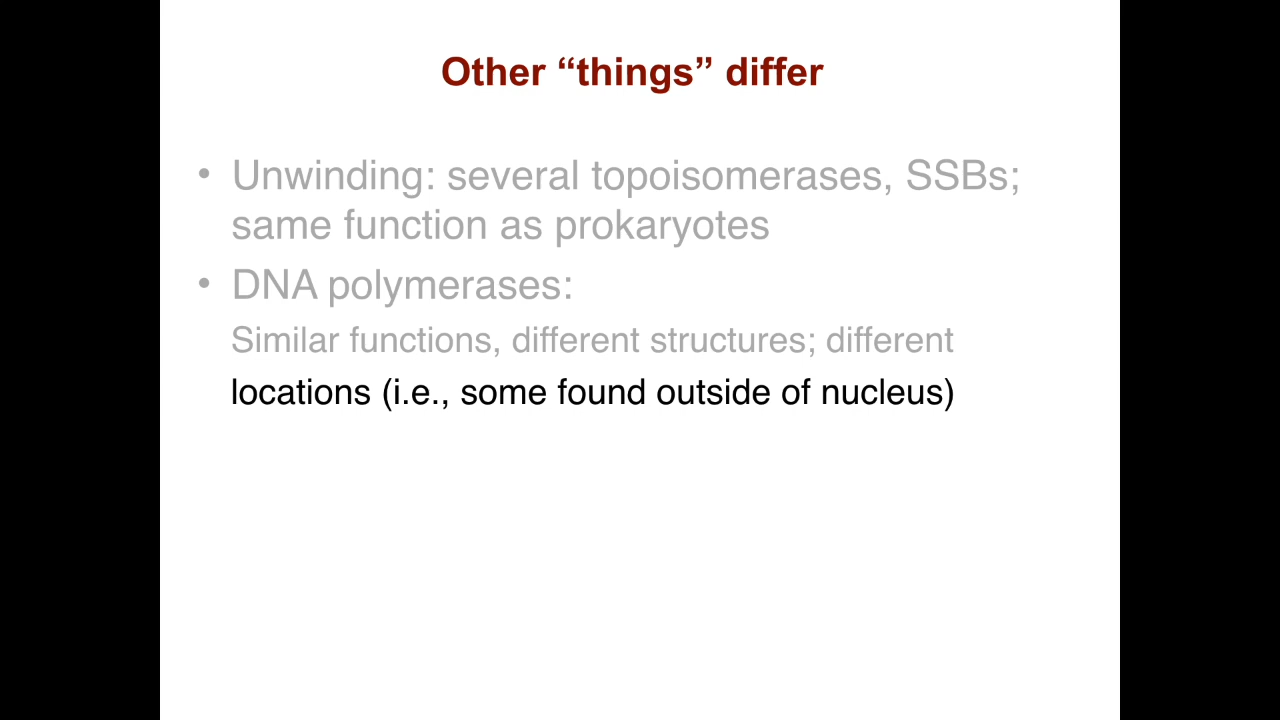 Other “things” differ
• Unwinding: several topoisomerases, SSBs;
same function as prokaryotes
• DNA polymerases:
Similar functions, different structures; different
locations (i.e., some found outside of nucleus)